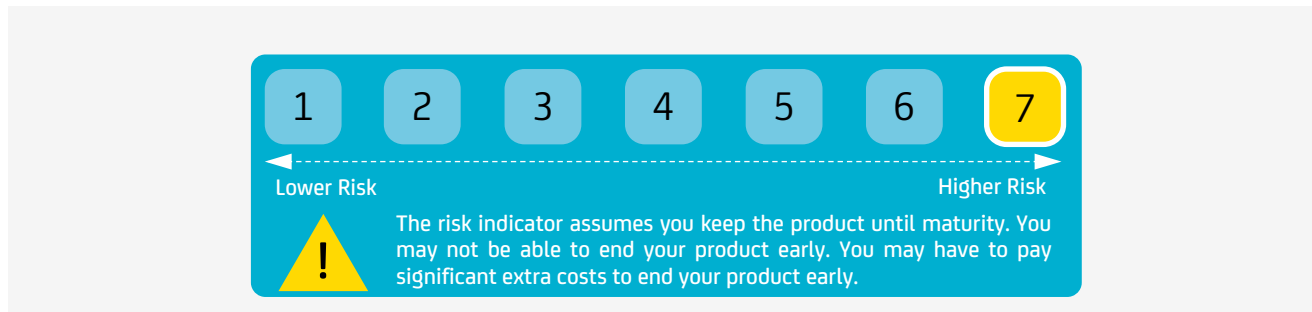 1 2 3 4 5 6 7
Lower Risk Higher Risk
The risk indicator assumes you keep the product until maturity. You
may not be able to end your product early. You may have to pay
significant extra costs to end your product early.
!